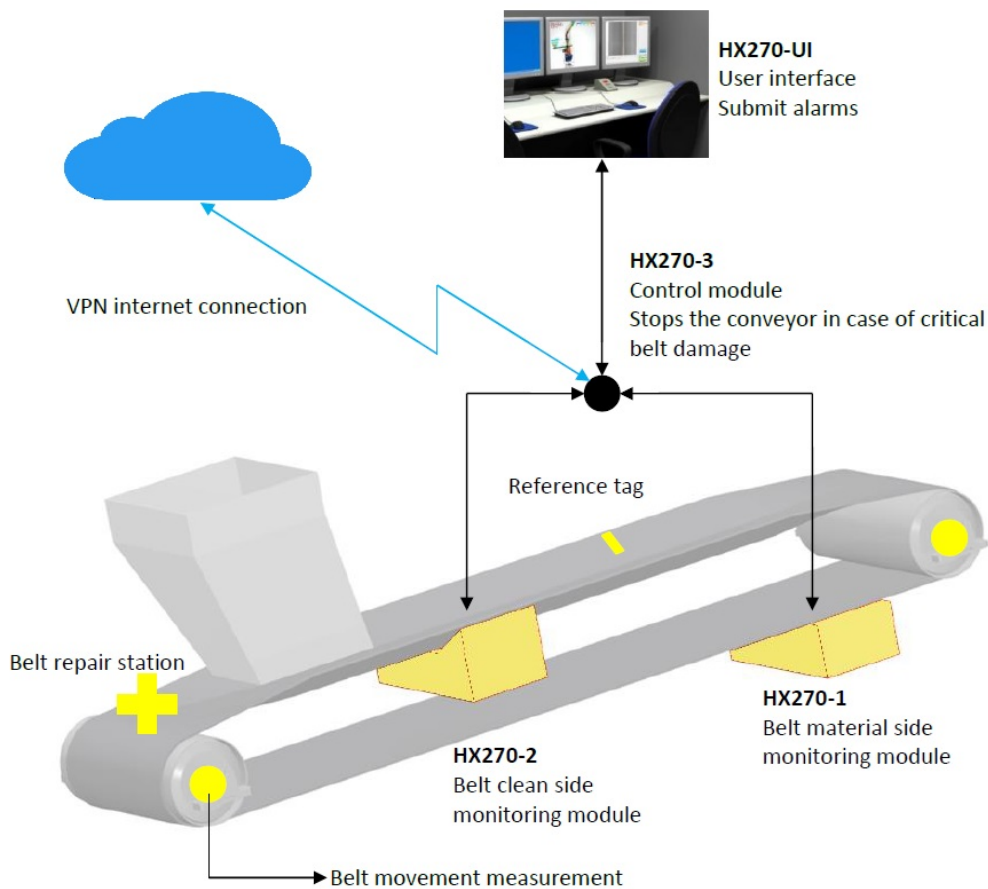 HX270-UI
User interface
Submit alarms
HX270-3
Control module
Stops the conveyor in case of critical
belt damage
VPN internet connection
Reference tag
Belt repair station
HX270-1
Belt material side
monitoring module
HX270-2
Belt clean side
monitoring module
Belt movement measurement